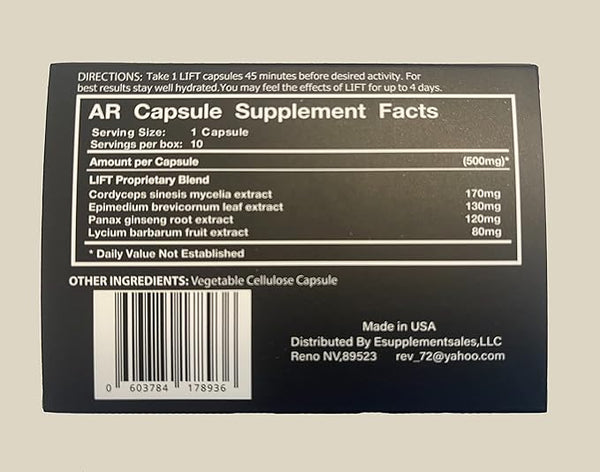 DIRECTIONS: Take 1 LIFT capsules 45 minutes before desired activity. For
best results stay well hydrated.You may feel the effects of LIFT for up to 4 days.
AR Capsule Supplement Facts
Serving Size: 1 Capsule
Servings per box: 10
Amount per Capsule (500mg)*
LIFT Proprietary Blend
Cordyceps sinesis mycelia extract 170mg
Epimedium brevicornum leaf extract 130mg
Panax ginseng root extract 120mg
Lycium barbarum fruit extract 80mg
* Daily Value Not Established
OTHER INGREDIENTS: Vegetable Cellulose Capsule
0 603784 178936
Made in USA
Distributed By Esupplementsales,LLC
Reno NV,89523 rev_72@yahoo.com